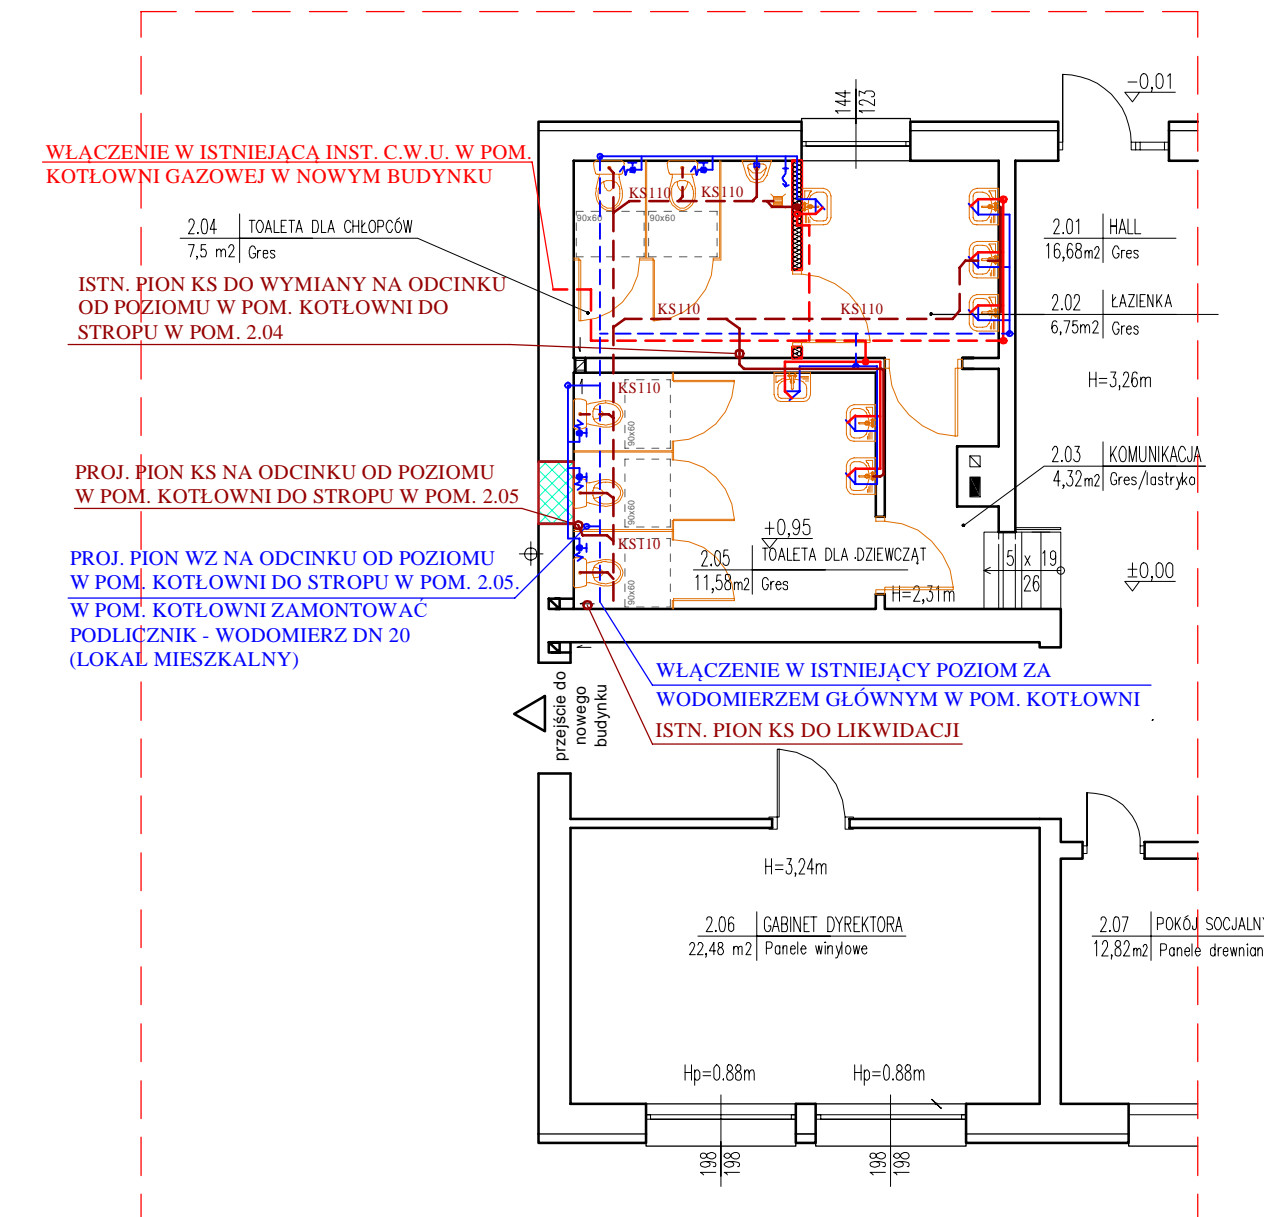 -0,01
144
123
WŁĄCZENIE W ISTNIEJĄCĄ INST. C.W.U. W POM.
KOTŁOWNI GAZOWEJ W NOWYM BUDYNKU
KS110
KS110
90x60
90x60
2.04 TOALETA DLA CHŁOPCÓW
7,5 m2 Gres
2.01 HALL
16,68m2 Gres
ISTN. PION KS DO WYMIANY NA ODCINKU
OD POZIOMU W POM. KOTŁOWNI DO
STROPU W POM. 2.04
KS110
KS110
2.02 ŁAZIENKA
6,75m2 Gres
H=3,26m
KS110
90x60
2.03 KOMUNIKACJA
4,32m2 Gres/lastryko
PROJ. PION KS NA ODCINKU OD POZIOMU
W POM. KOTŁOWNI DO STROPU W POM. 2.05
90x60
+0,95
KS110
2.05 TOALETA DLA DZIEWCZĄT
11,58m2 Gres
H=2,31m
5 x 19
26
±0,00
90x60
PROJ. PION WZ NA ODCINKU OD POZIOMU
W POM. KOTŁOWNI DO STROPU W POM. 2.05.
W POM. KOTŁOWNI ZAMONTOWAĆ
PODLICZNIK - WODOMIERZ DN 20
(LOKAL MIESZKALNY)
WŁĄCZENIE W ISTNIEJĄCY POZIOM ZA
WODOMIERZEM GŁÓWNYM W POM. KOTŁOWNI
ISTN. PION KS DO LIKWIDACJI
przejście do
nowego
budynku
H=3,24m
2.06 GABINET DYREKTORA
22,48 m2 Panele winylowe
2.07 POKÓJ SOCJALNY
12,82m2 Panele drewnian
Hp=0.88m
Hp=0.88m
198
198
198
198